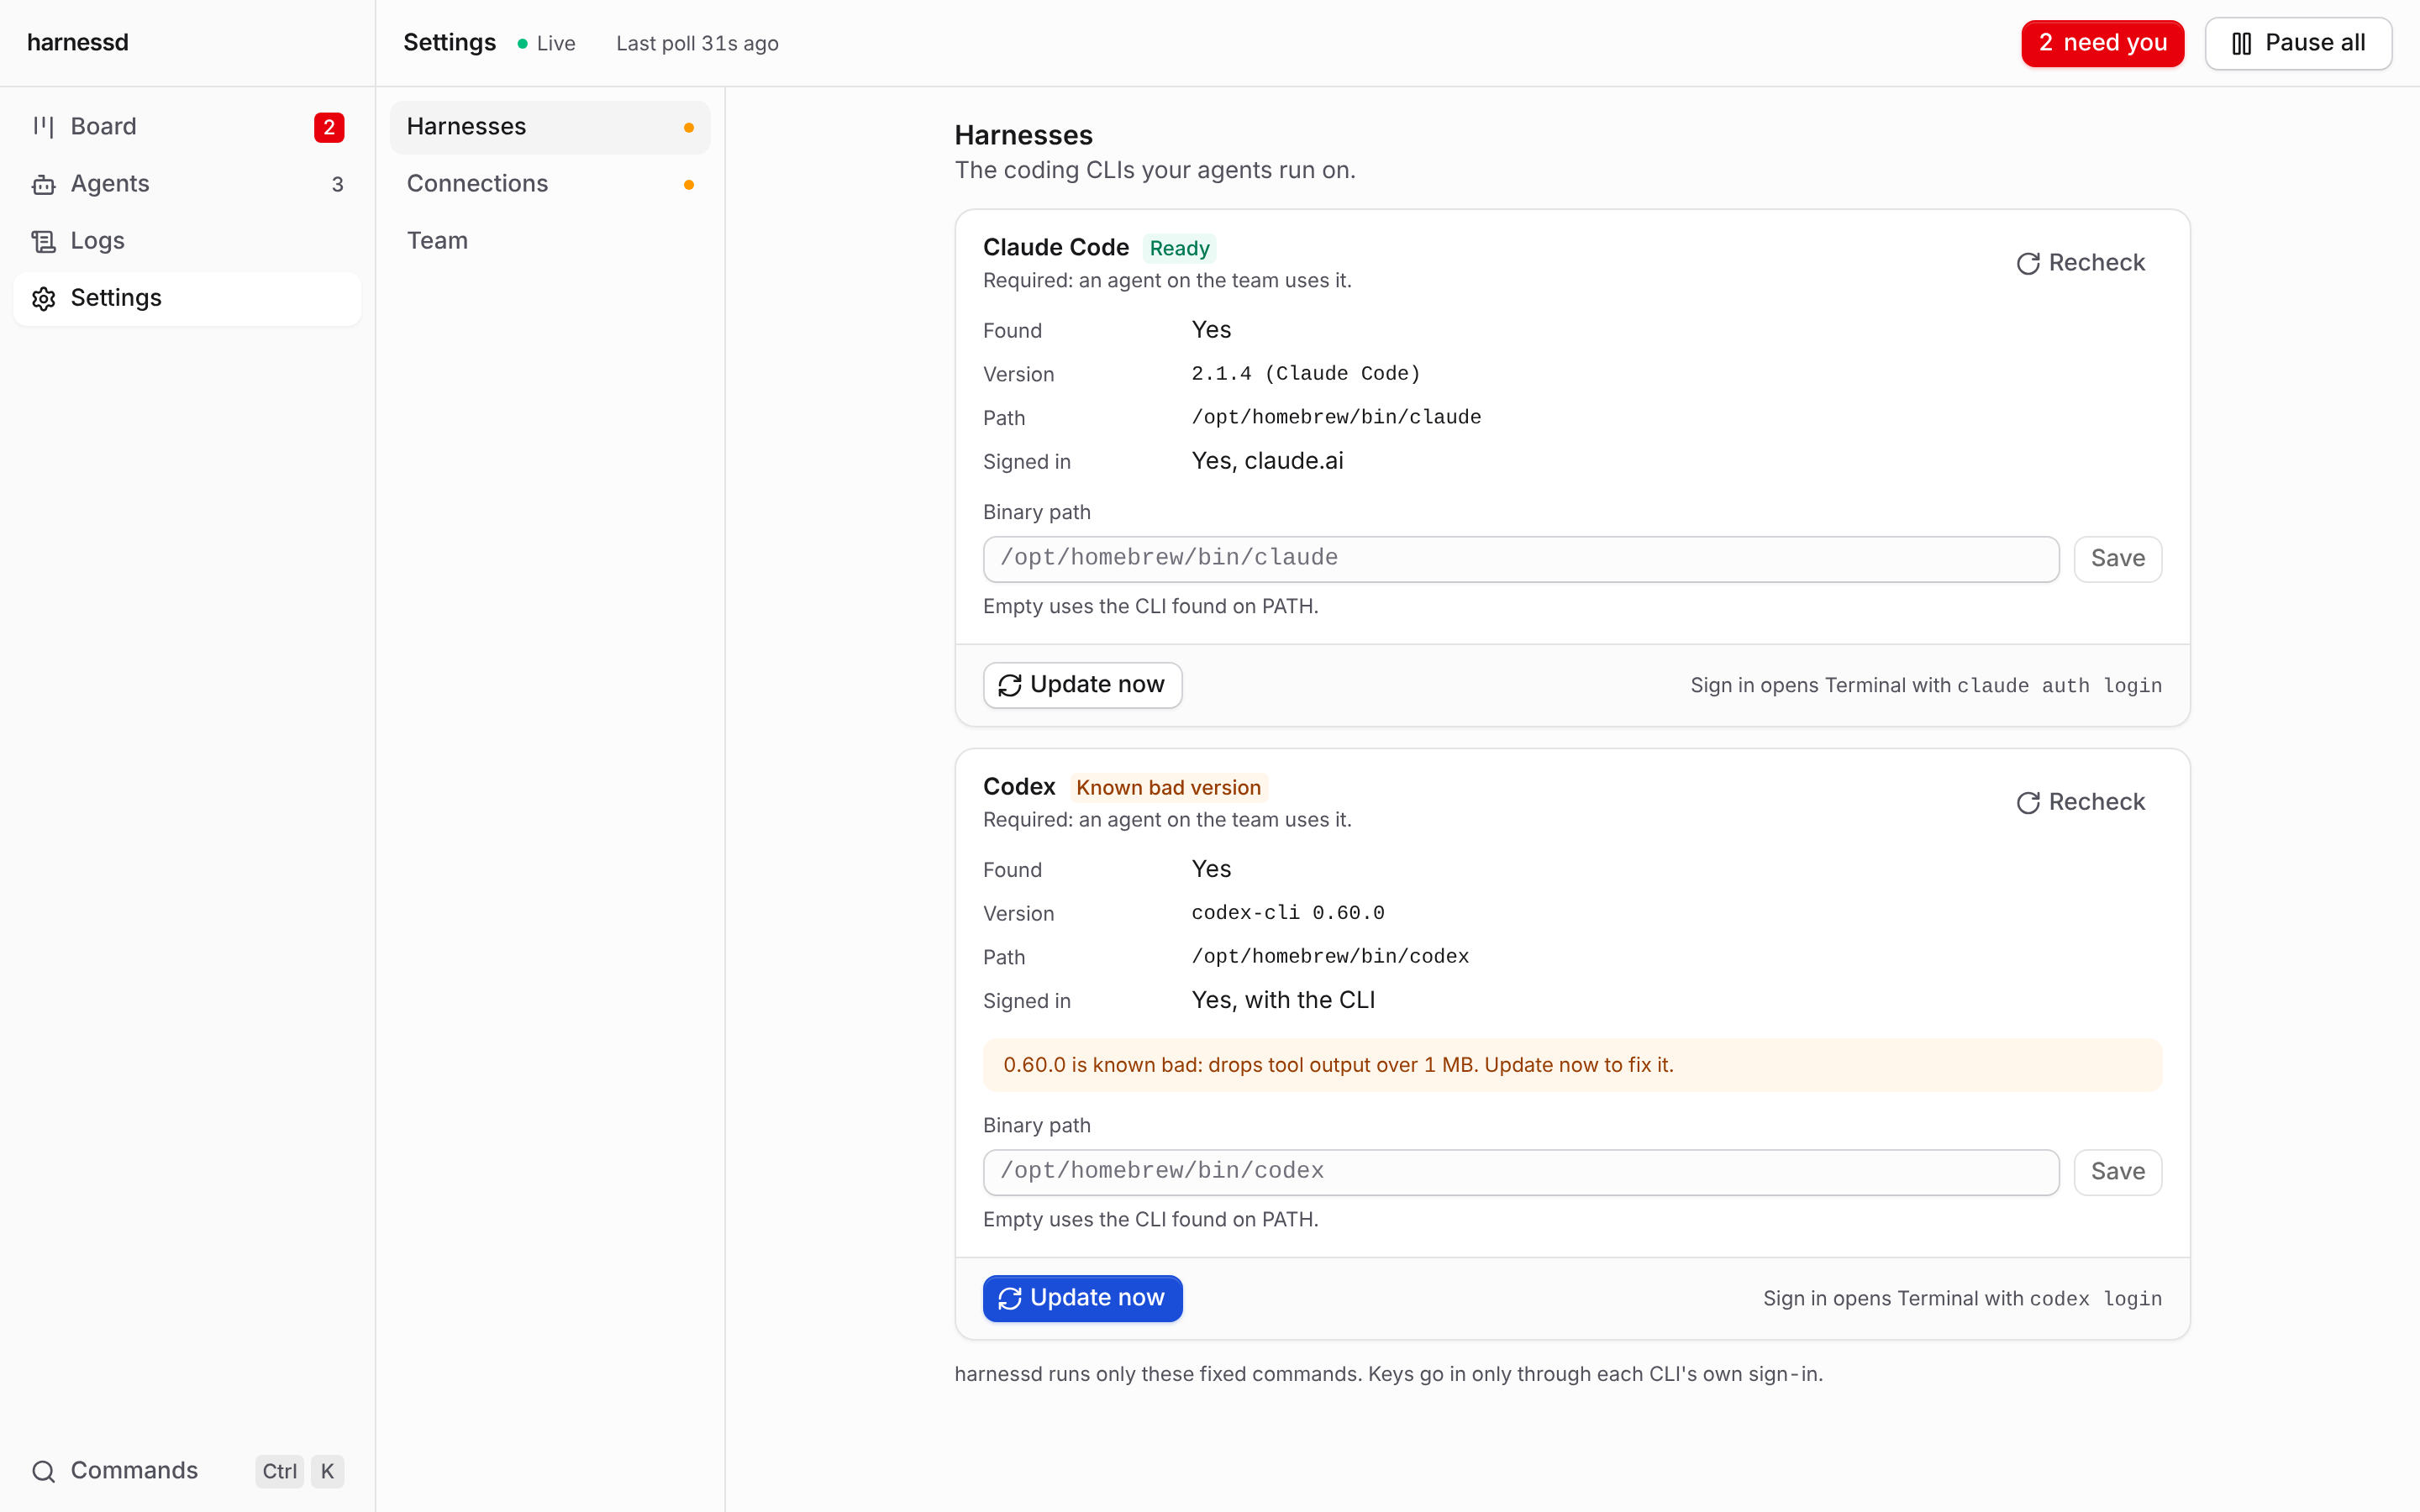 harnessd
Settings
Live
Last poll 31s ago
2 need you
Pause all
Board
2
Agents
3
Logs
Settings
Harnesses
Connections
Team
Harnesses
The coding CLIs your agents run on.
Claude Code
Ready
Required: an agent on the team uses it.
Recheck
Found
Yes
Version
2.1.4 (Claude Code)
Path
/opt/homebrew/bin/claude
Signed in
Yes, claude.ai
Binary path
/opt/homebrew/bin/claude
Save
Empty uses the CLI found on PATH.
Update now
Sign in opens Terminal with claude auth login
Codex
Known bad version
Required: an agent on the team uses it.
Recheck
Found
Yes
Version
codex-cli 0.60.0
Path
/opt/homebrew/bin/codex
Signed in
Yes, with the CLI
0.60.0 is known bad: drops tool output over 1 MB. Update now to fix it.
Binary path
/opt/homebrew/bin/codex
Save
Empty uses the CLI found on PATH.
Update now
Sign in opens Terminal with codex login
harnessd runs only these fixed commands. Keys go in only through each CLI's own sign-in.
Commands
Ctrl K